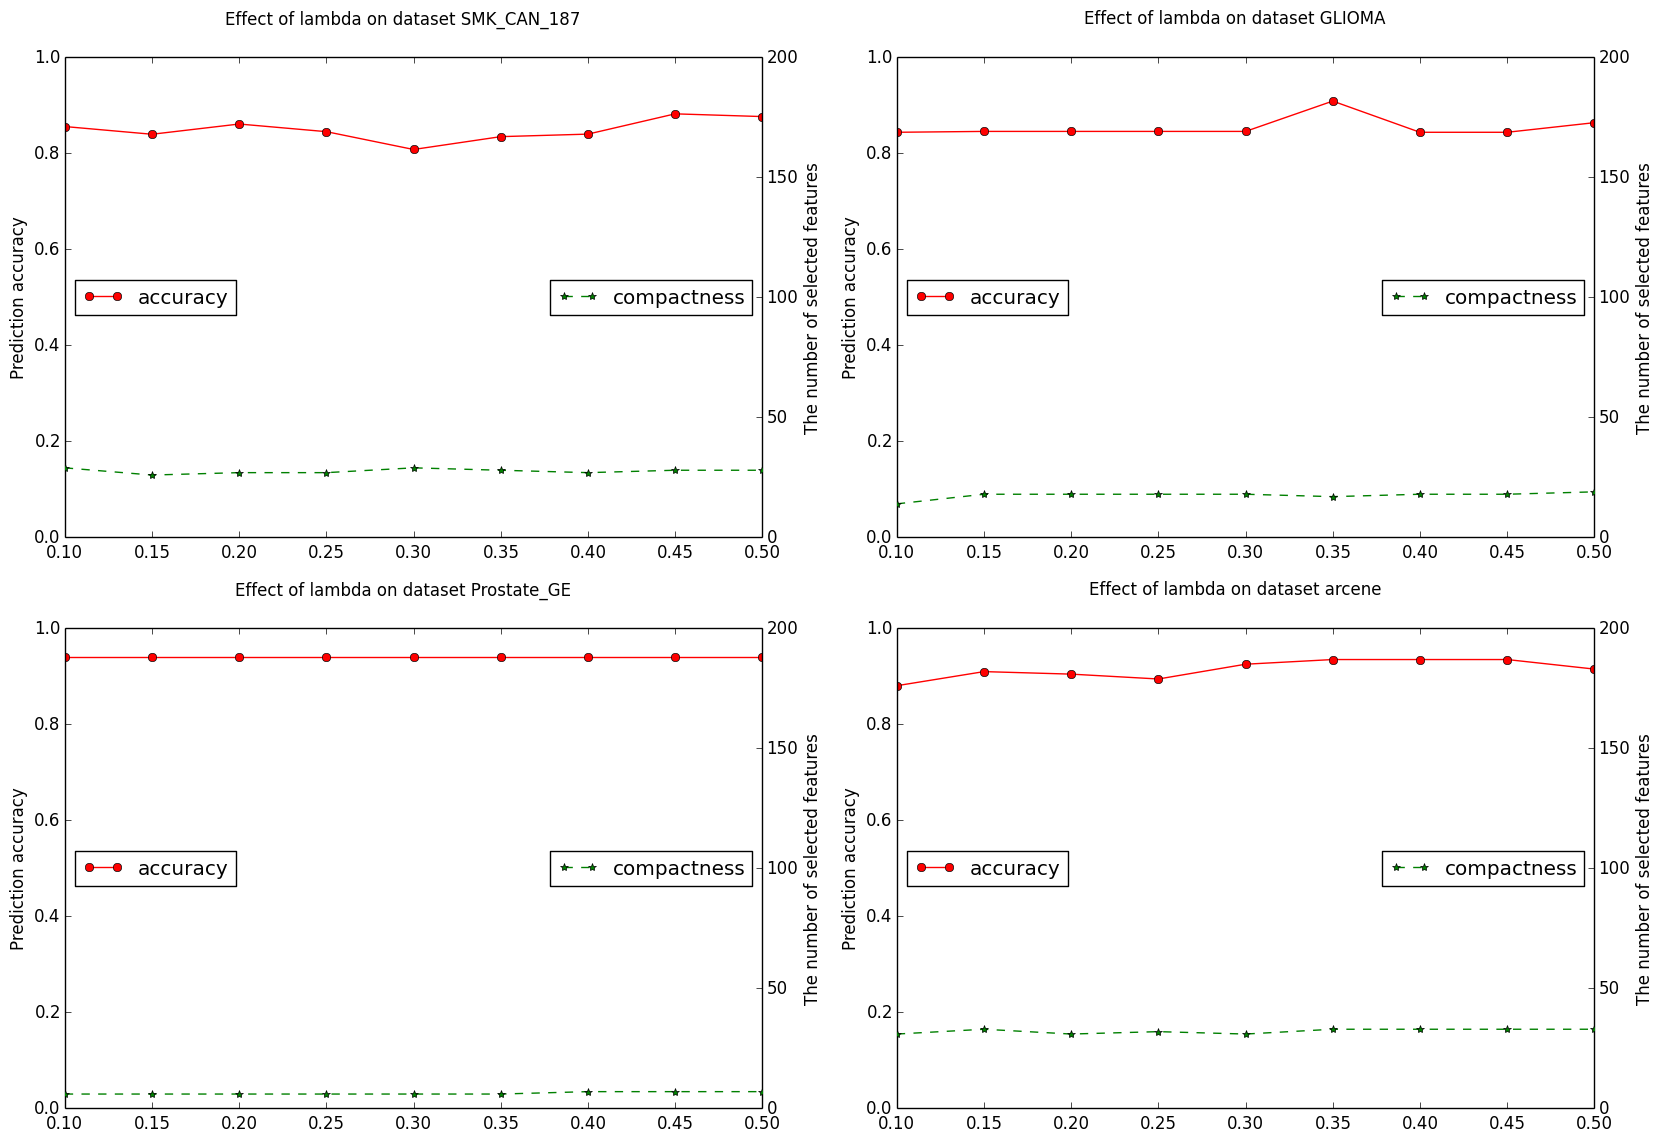 Effect of lambda on dataset SMK_CAN_187
1.0
0.8
0.6
0.4
0.2
0.0
200
150
100
50
0
Prediction accuracy
The number of selected features
accuracy
compactness
0.10 0.15 0.20 0.25 0.30 0.35 0.40 0.45 0.50
Effect of lambda on dataset GLIOMA
1.0
0.8
0.6
0.4
0.2
0.0
200
150
100
50
0
Prediction accuracy
The number of selected features
accuracy
compactness
0.10 0.15 0.20 0.25 0.30 0.35 0.40 0.45 0.50
Effect of lambda on dataset Prostate_GE
1.0
0.8
0.6
0.4
0.2
0.0
200
150
100
50
0
Prediction accuracy
The number of selected features
accuracy
compactness
0.10 0.15 0.20 0.25 0.30 0.35 0.40 0.45 0.50
Effect of lambda on dataset arcene
1.0
0.8
0.6
0.4
0.2
0.0
200
150
100
50
0
Prediction accuracy
The number of selected features
accuracy
compactness
0.10 0.15 0.20 0.25 0.30 0.35 0.40 0.45 0.50